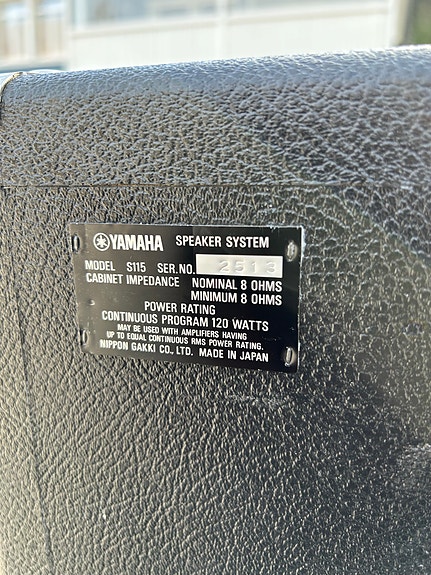 YAMAHA SPEAKER SYSTEM
MODEL S115 SER.NO. 2513
CABINET IMPEDANCE NOMINAL 8 OHMS
MINIMUM 8 OHMS
POWER RATING
CONTINUOUS PROGRAM 120 WATTS
MAY BE USED WITH AMPLIFIERS HAVING
UP TO EQUAL CONTINUOUS RMS POWER RATING.
NIPPON GAKKI CO., LTD. MADE IN JAPAN